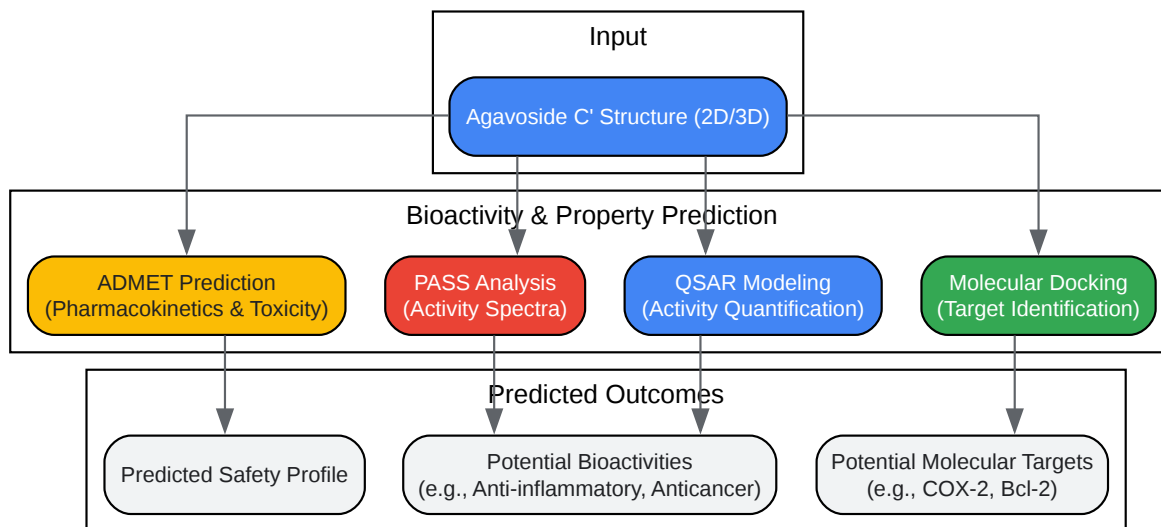 Input
Agavoside C' Structure (2D/3D)
Bioactivity & Property Prediction
ADMET Prediction
(Pharmacokinetics & Toxicity)
PASS Analysis
(Activity Spectra)
QSAR Modeling
(Activity Quantification)
Molecular Docking
(Target Identification)
Predicted Outcomes
Predicted Safety Profile
Potential Bioactivities
(e.g., Anti-inflammatory, Anticancer)
Potential Molecular Targets
(e.g., COX-2, Bcl-2)